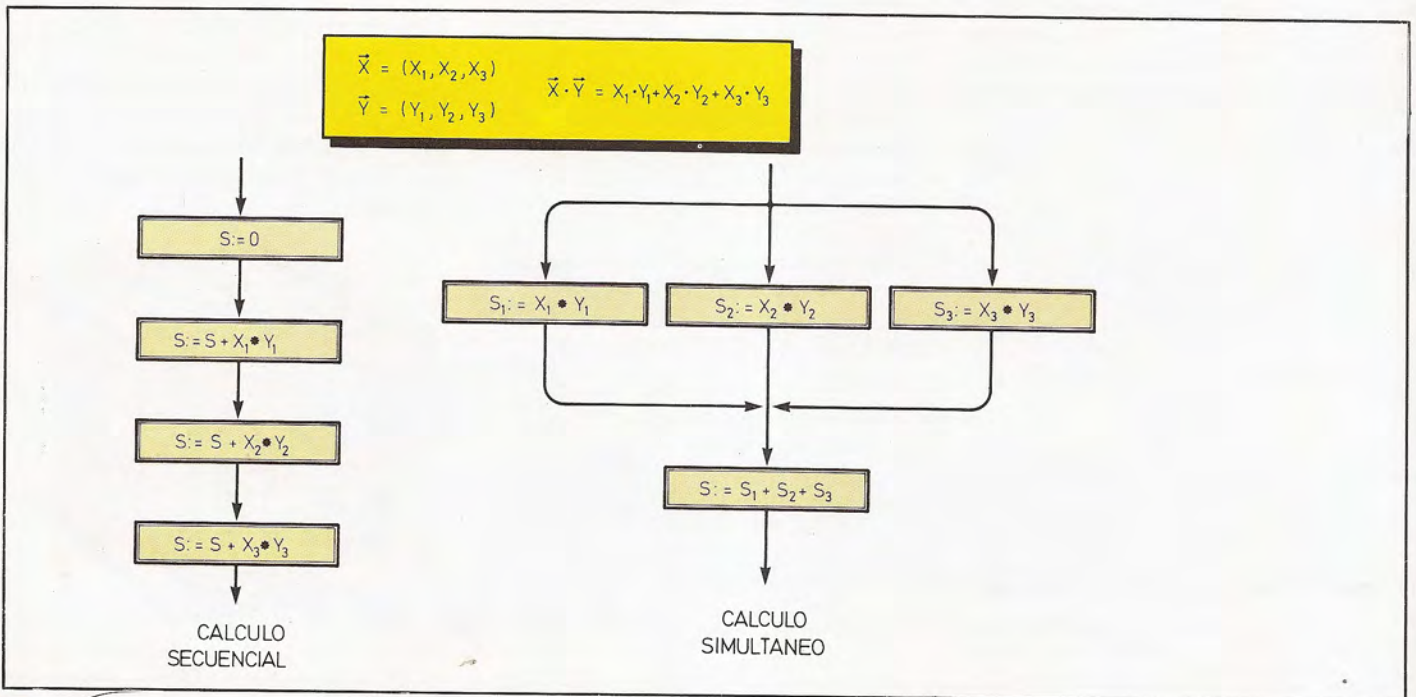 X⃗ = (X₁, X₂, X₃)
Y⃗ = (Y₁, Y₂, Y₃)
X⃗ · Y⃗ = X₁·Y₁+X₂·Y₂+X₃·Y₃
S:= 0
S:= S + X₁*Y₁
S:= S + X₂*Y₂
S:= S + X₃*Y₃
CALCULO
SECUENCIAL
S₁:= X₁ * Y₁
S₂:= X₂ * Y₂
S₃:= X₃ * Y₃
S:= S₁ + S₂ + S₃
CALCULO
SIMULTANEO